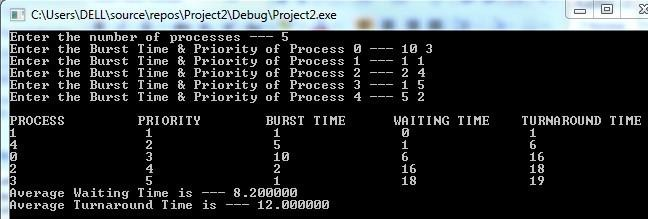 C:\Users\DELL\source\repos\Project2\Debug\Project2.exe
Enter the number of processes --- 5
Enter the Burst Time & Priority of Process 0 --- 10 3
Enter the Burst Time & Priority of Process 1 --- 1 1
Enter the Burst Time & Priority of Process 2 --- 2 4
Enter the Burst Time & Priority of Process 3 --- 1 5
Enter the Burst Time & Priority of Process 4 --- 5 2
PROCESS PRIORITY BURST TIME WAITING TIME TURNAROUND TIME
1 1 1 0 1
4 2 5 1 6
0 3 10 6 16
2 4 2 16 18
3 5 1 18 19
Average Waiting Time is --- 8.200000
Average Turnaround Time is --- 12.000000